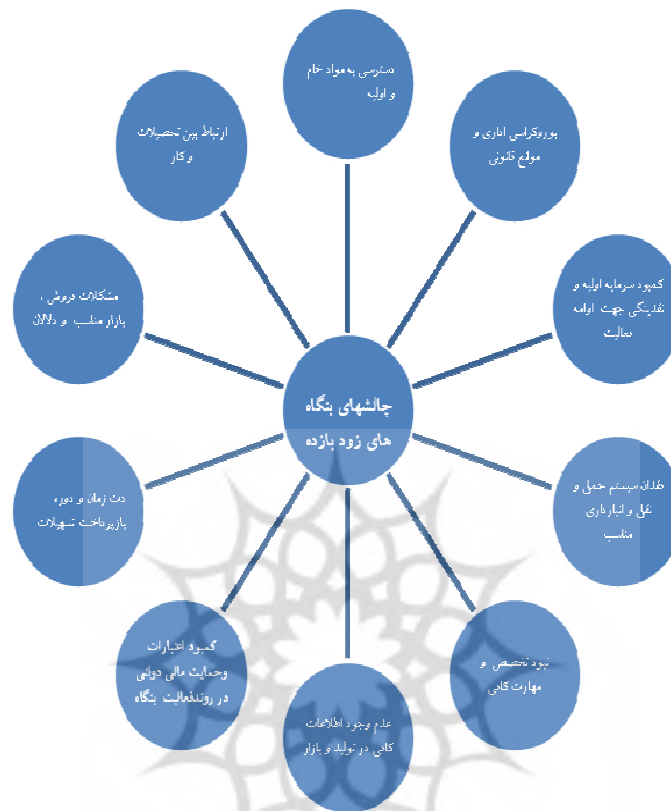 دسترسی به مواد خام
و اولیه
بوروکراسی اداری و
موانع قانونی
کمبود سرمایه اولیه و
نقدینگی جهت ادامه
فعالیت
فقدان سیستم حمل و
نقل و انبارداری
مناسب
نبود تخصص و
مهارت کافی
عدم وجود اطلاعات
کافی در تولید و بازار
کمبود اعتبارات
وحمایت مالی دولتی
در روندفعالیت بنگاه
مدت زمان و دوره
بازپرداخت تسهیلات
مشکلات فروش ،
بازار مناسب و دلالان
ارتباط بین تحصیلات
و کار
چالشهای بنگاه
های زود بازده